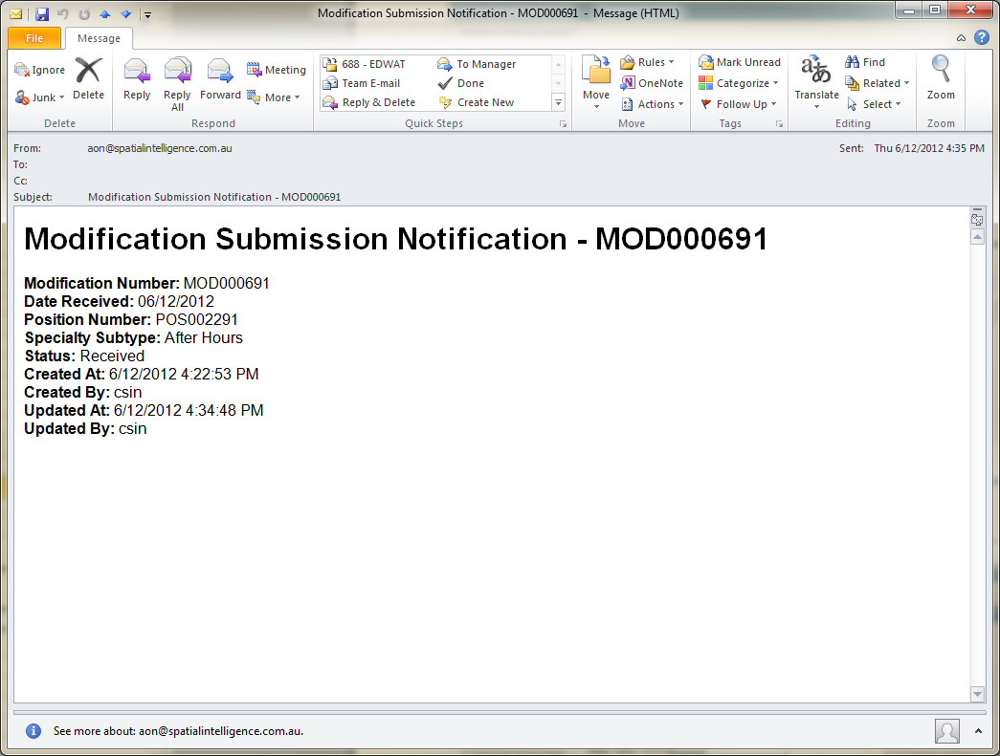 Modification Submission Notification - MOD000691 - Message (HTML)
File Message
Ignore Meeting 688 - EDWAT To Manager Rules Mark Unread Find
Junk Delete Reply Reply All Forward More Team E-mail Done Move OneNote Categorize Translate Related Zoom
Reply & Delete Create New Actions Follow Up Select
Delete Respond Quick Steps Move Tags Editing Zoom
From: aon@spatialintelligence.com.au Sent: Thu 6/12/2012 4:35 PM
To:
Cc:
Subject: Modification Submission Notification - MOD000691
Modification Submission Notification - MOD000691
Modification Number: MOD000691
Date Received: 06/12/2012
Position Number: POS002291
Specialty Subtype: After Hours
Status: Received
Created At: 6/12/2012 4:22:53 PM
Created By: csin
Updated At: 6/12/2012 4:34:48 PM
Updated By: csin
See more about: aon@spatialintelligence.com.au.